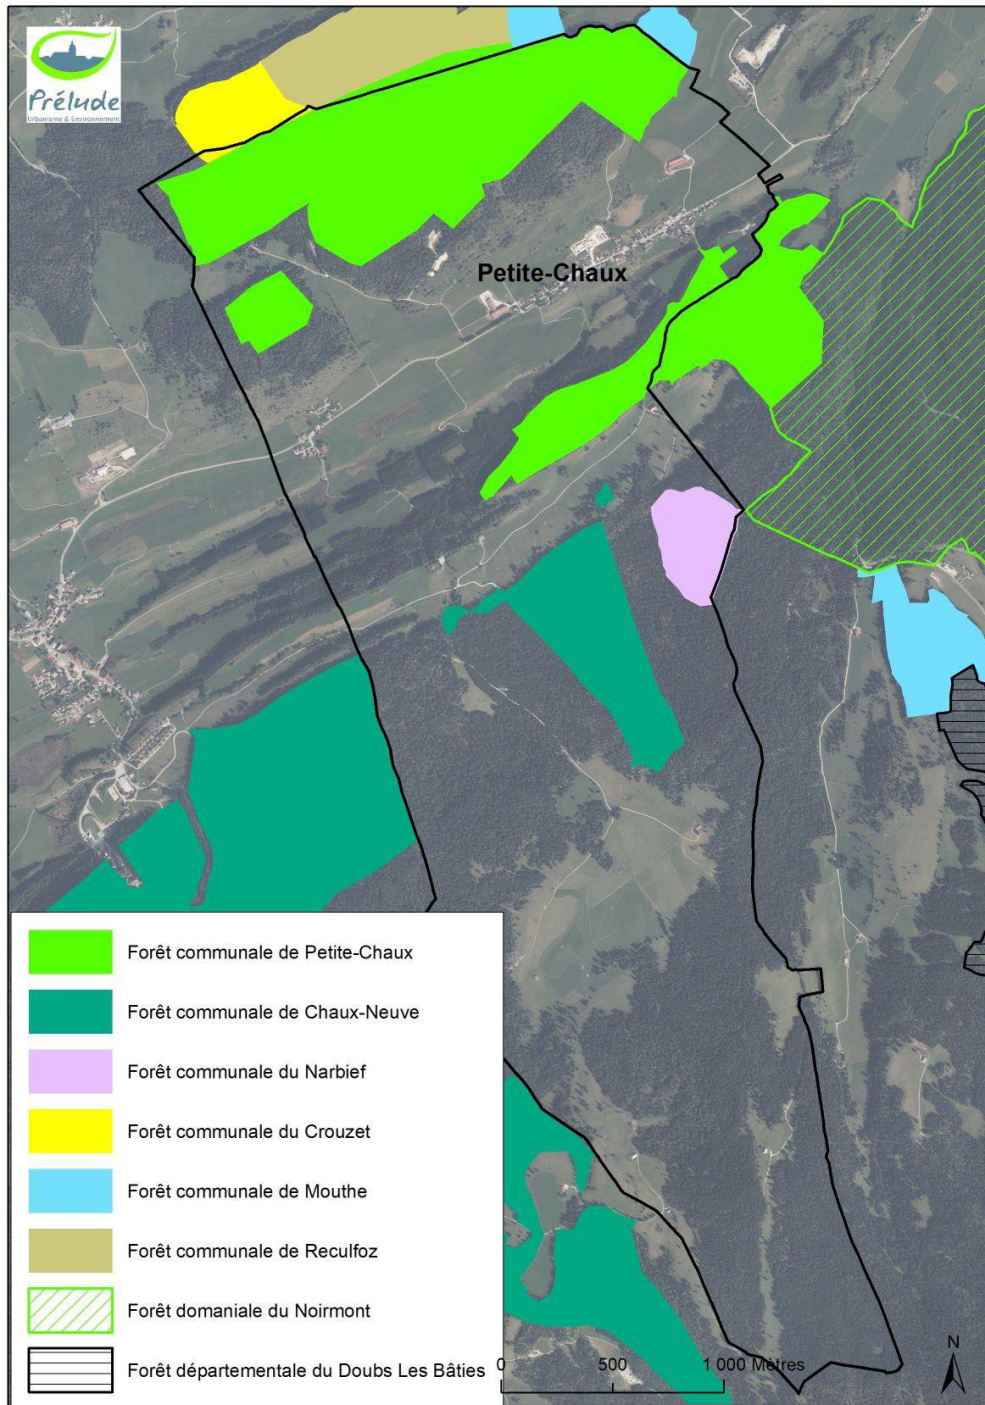 Prélude
Urbanisme & Environnement
Petite-Chaux
Forêt communale de Petite-Chaux
Forêt communale de Chaux-Neuve
Forêt communale du Narbief
Forêt communale du Crouzet
Forêt communale de Mouthe
Forêt communale de Reculfoz
Forêt domaniale du Noirmont
Forêt départementale du Doubs Les Bâties
0 500 1 000 Mètres
N